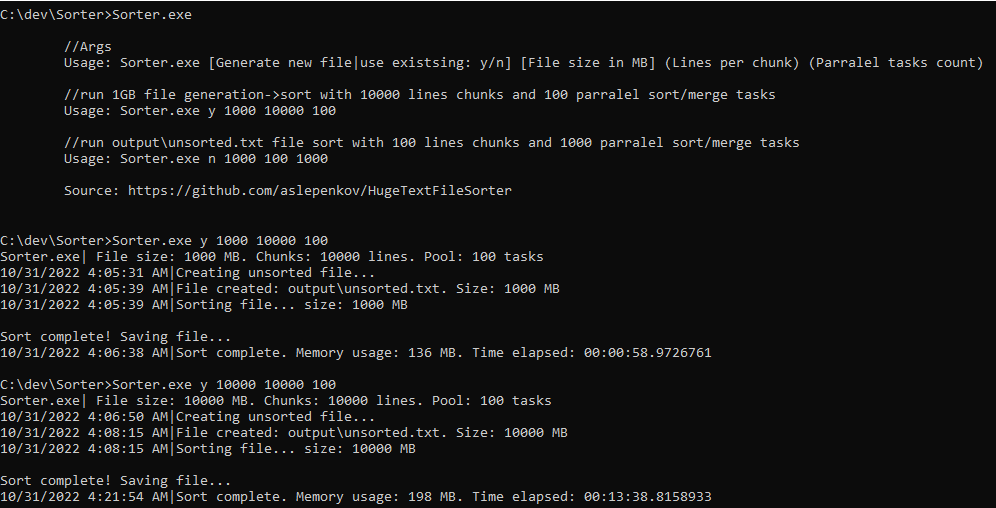 C:\dev\Sorter>Sorter.exe
//Args
Usage: Sorter.exe [Generate new file|use existsing: y/n] [File size in MB] (Lines per chunk) (Parralel tasks count)
//run 1GB file generation->sort with 10000 lines chunks and 100 parralel sort/merge tasks
Usage: Sorter.exe y 1000 10000 100
//run output\unsorted.txt file sort with 100 lines chunks and 1000 parralel sort/merge tasks
Usage: Sorter.exe n 1000 100 1000
Source: https://github.com/aslepenkov/HugeTextFileSorter
C:\dev\Sorter>Sorter.exe y 1000 10000 100
Sorter.exe| File size: 1000 MB. Chunks: 10000 lines. Pool: 100 tasks
10/31/2022 4:05:31 AM|Creating unsorted file...
10/31/2022 4:05:39 AM|File created: output\unsorted.txt. Size: 1000 MB
10/31/2022 4:05:39 AM|Sorting file... size: 1000 MB
Sort complete! Saving file...
10/31/2022 4:06:38 AM|Sort complete. Memory usage: 136 MB. Time elapsed: 00:00:58.9726761
C:\dev\Sorter>Sorter.exe y 10000 10000 100
Sorter.exe| File size: 10000 MB. Chunks: 10000 lines. Pool: 100 tasks
10/31/2022 4:06:50 AM|Creating unsorted file...
10/31/2022 4:08:15 AM|File created: output\unsorted.txt. Size: 10000 MB
10/31/2022 4:08:15 AM|Sorting file... size: 10000 MB
Sort complete! Saving file...
10/31/2022 4:21:54 AM|Sort complete. Memory usage: 198 MB. Time elapsed: 00:13:38.8158933